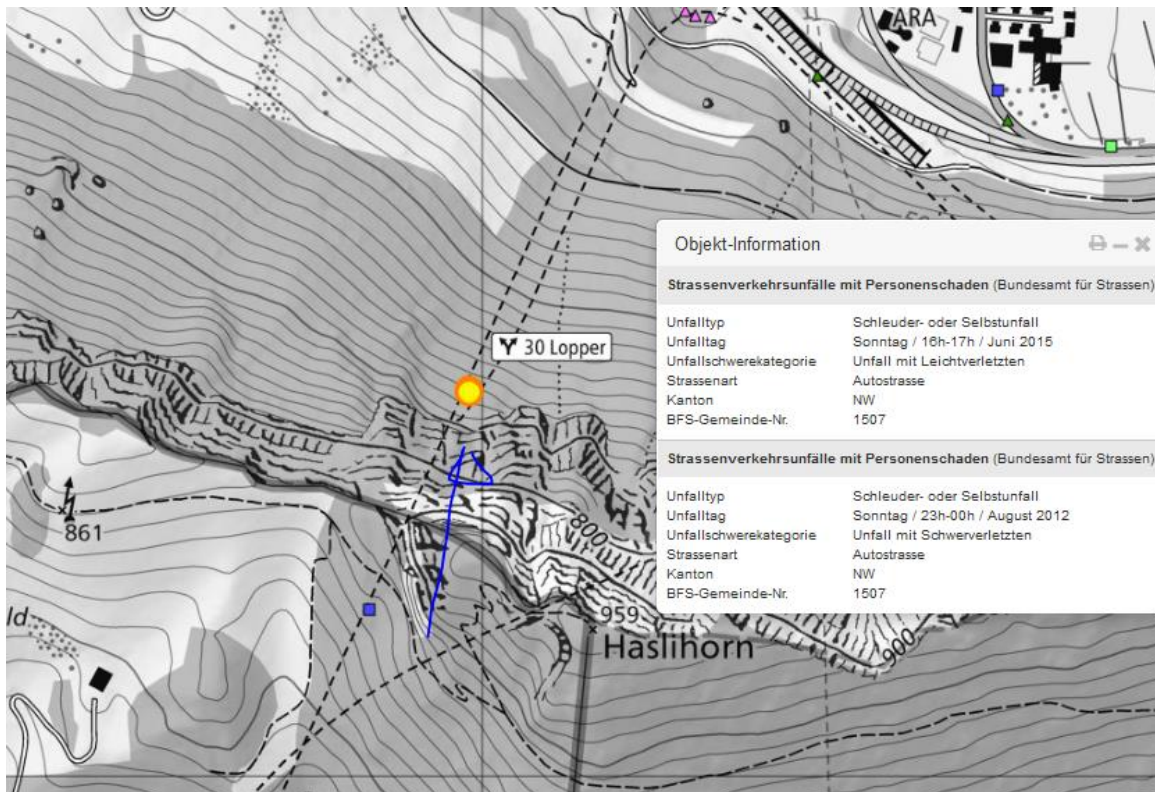 ARA
Objekt-Information
Strassenverkehrsunfälle mit Personenschaden (Bundesamt für Strassen)
Unfalltyp Schleuder- oder Selbstunfall
Unfalltag Sonntag / 16h-17h / Juni 2015
Unfallschwerekategorie Unfall mit Leichtverletzten
Strassenart Autostrasse
Kanton NW
BFS-Gemeinde-Nr. 1507
30 Lopper
Strassenverkehrsunfälle mit Personenschaden (Bundesamt für Strassen)
Unfalltyp Schleuder- oder Selbstunfall
Unfalltag Sonntag / 23h-00h / August 2012
Unfallschwerekategorie Unfall mit Schwerverletzten
Strassenart Autostrasse
Kanton NW
BFS-Gemeinde-Nr. 1507
861
800
959
Haslihorn
900
ld